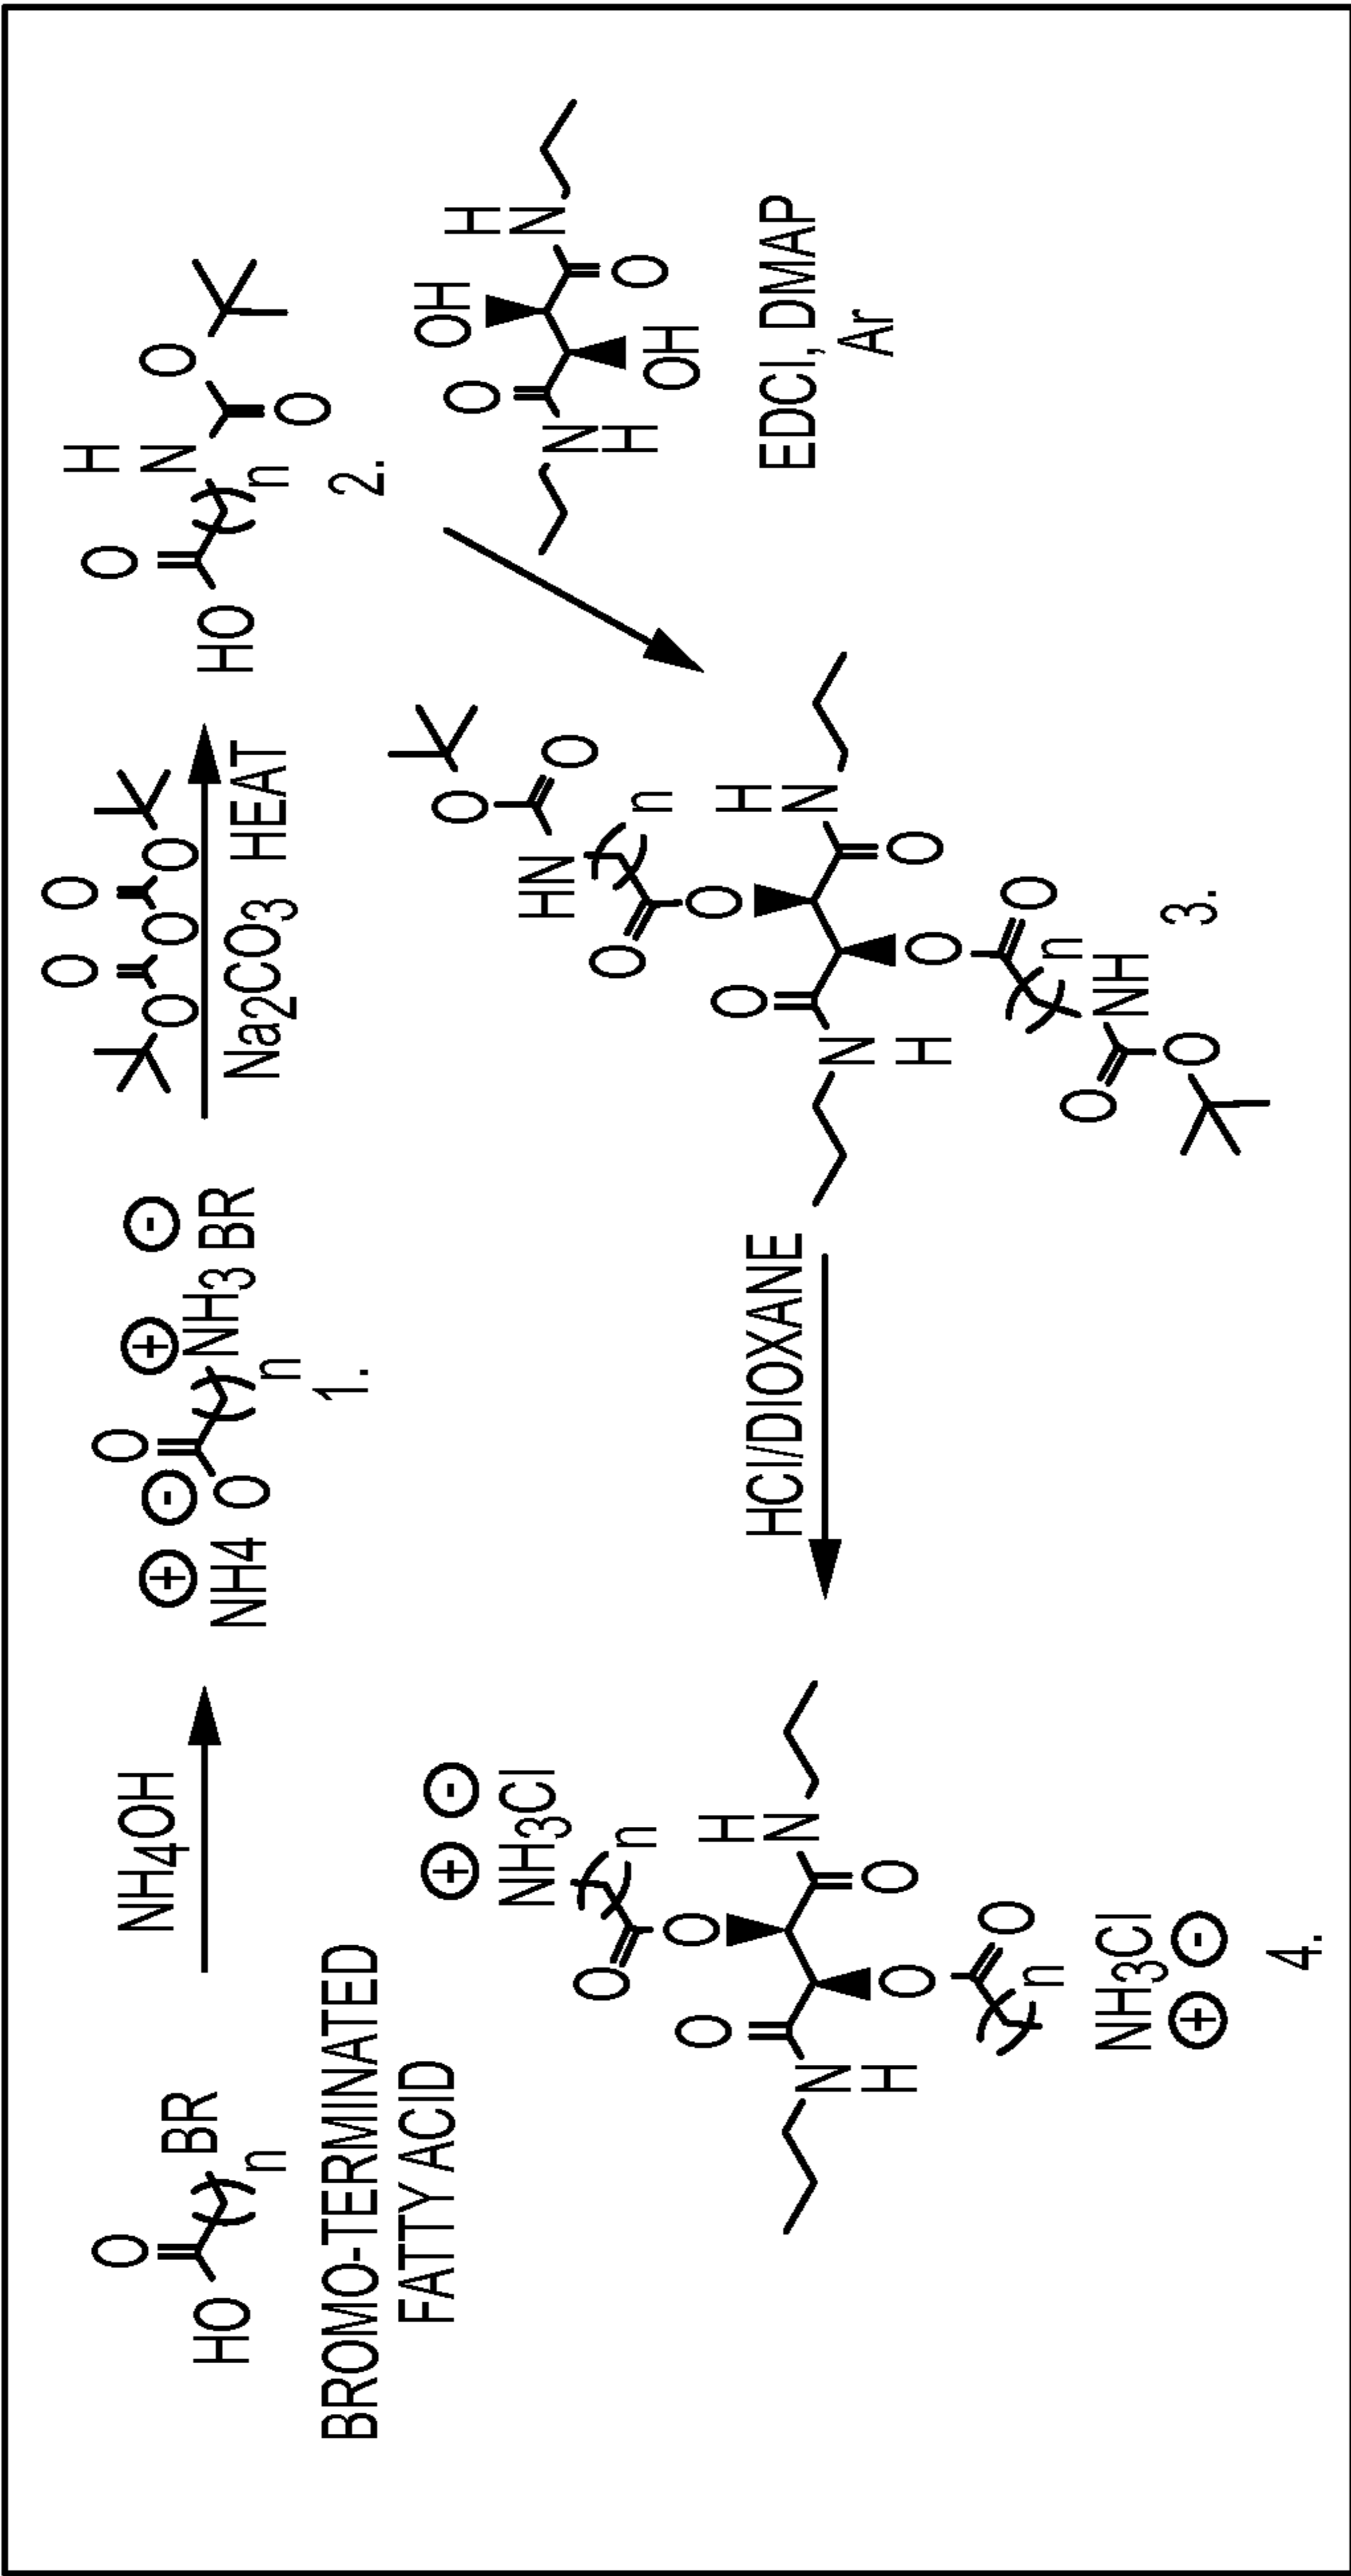 O
HO
BR
n
BROMO-TERMINATED
FATTY ACID
NH4OH
⊕ ⊖
O
NH4 O
⊕ ⊖
NH3 BR
n
1.
O O
O O O
Na2CO3 HEAT
O
HO
H
N
O
O
n
2.
O
OH
H
N
N
H
OH
O
EDCI, DMAP
Ar
O
O
HN
n
O
O
H
N
O
N
H
O
O
O
n
NH
O
O
3.
HCl/DIOXANE
⊕ ⊖
NH3Cl
n
O
O
H
N
O
O
N
H
O
O
n
NH3Cl
⊕ ⊖
4.